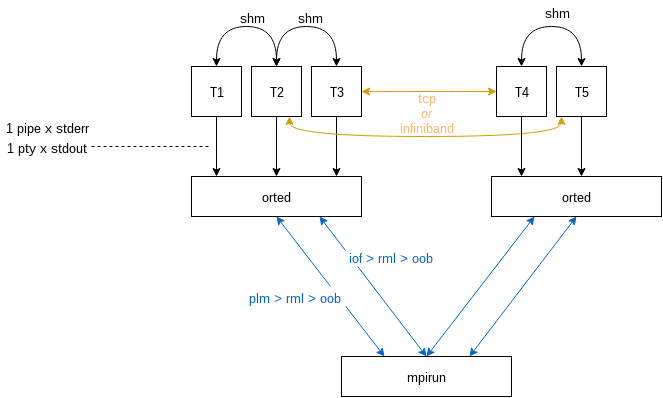 shm
shm
shm
T1
T2
T3
T4
T5
tcp
or
infiniband
1 pipe x stderr
1 pty x stdout
orted
orted
iof > rml > oob
plm > rml > oob
mpirun